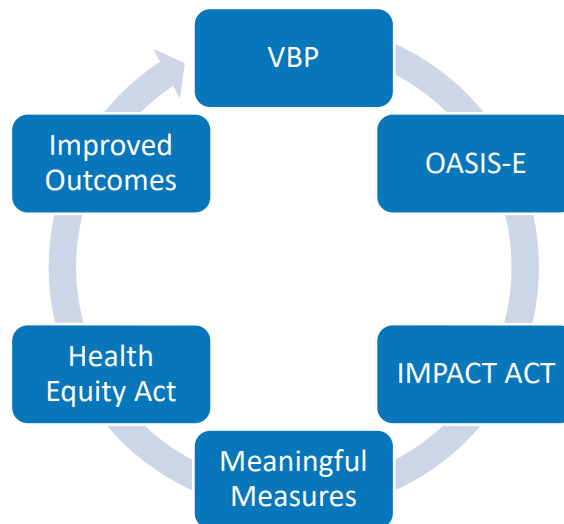 VBP
OASIS-E
IMPACT ACT
Meaningful
Measures
Health
Equity Act
Improved
Outcomes